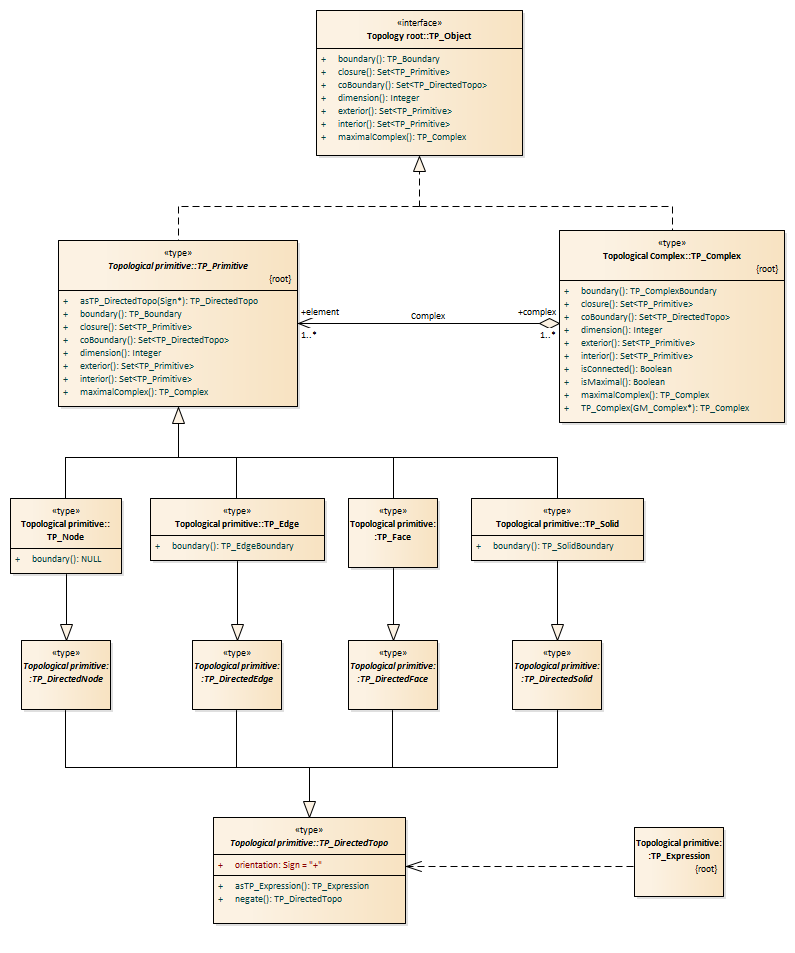 «interface»
Topology root::TP_Object
+ boundary(): TP_Boundary
+ closure(): Set<TP_Primitive>
+ coBoundary(): Set<TP_DirectedTopo>
+ dimension(): Integer
+ exterior(): Set<TP_Primitive>
+ interior(): Set<TP_Primitive>
+ maximalComplex(): TP_Complex
«type»
Topological primitive::TP_Primitive
{root}
+ asTP_DirectedTopo(Sign*): TP_DirectedTopo
+ boundary(): TP_Boundary
+ closure(): Set<TP_Primitive>
+ coBoundary(): Set<TP_DirectedTopo>
+ dimension(): Integer
+ exterior(): Set<TP_Primitive>
+ interior(): Set<TP_Primitive>
+ maximalComplex(): TP_Complex
+element
1..*
Complex
+complex
1..*
«type»
Topological Complex::TP_Complex
{root}
+ boundary(): TP_ComplexBoundary
+ closure(): Set<TP_Primitive>
+ coBoundary(): Set<TP_DirectedTopo>
+ dimension(): Integer
+ exterior(): Set<TP_Primitive>
+ interior(): Set<TP_Primitive>
+ isConnected(): Boolean
+ isMaximal(): Boolean
+ maximalComplex(): TP_Complex
+ TP_Complex(GM_Complex*): TP_Complex
«type»
Topological primitive::
TP_Node
+ boundary(): NULL
«type»
Topological primitive::TP_Edge
+ boundary(): TP_EdgeBoundary
«type»
Topological primitive:
:TP_Face
«type»
Topological primitive::TP_Solid
+ boundary(): TP_SolidBoundary
«type»
Topological primitive:
:TP_DirectedNode
«type»
Topological primitive:
:TP_DirectedEdge
«type»
Topological primitive:
:TP_DirectedFace
«type»
Topological primitive:
:TP_DirectedSolid
«type»
Topological primitive::TP_DirectedTopo
+ orientation: Sign = "+"
+ asTP_Expression(): TP_Expression
+ negate(): TP_DirectedTopo
Topological primitive:
:TP_Expression
{root}